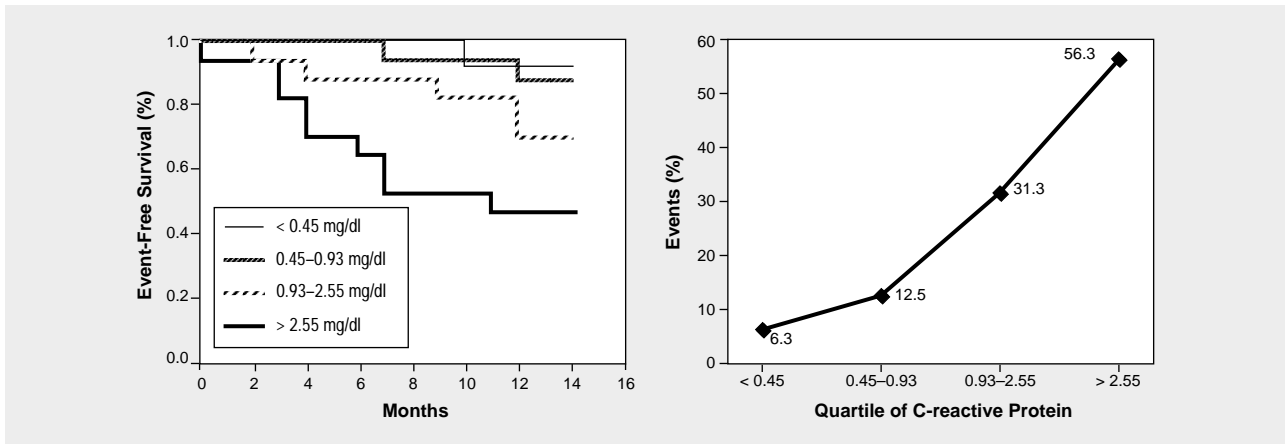 1.0
0.8
0.6
0.4
0.2
0.0
Event-Free Survival (%)
< 0.45 mg/dl
0.45–0.93 mg/dl
0.93–2.55 mg/dl
> 2.55 mg/dl
0 2 4 6 8 10 12 14 16
Months
60
50
40
30
20
10
0
Events (%)
56.3
31.3
12.5
6.3
< 0.45 0.45–0.93 0.93–2.55 > 2.55
Quartile of C-reactive Protein